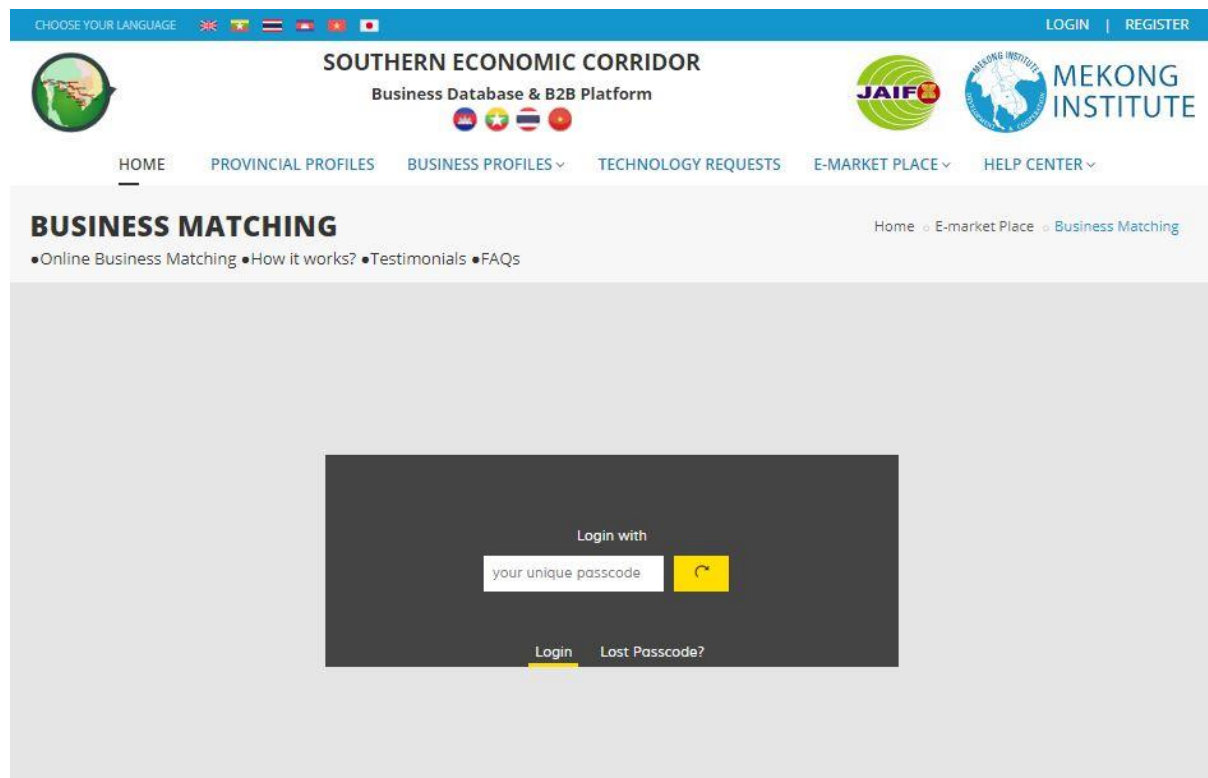 CHOOSE YOUR LANGUAGE
LOGIN | REGISTER
SOUTHERN ECONOMIC CORRIDOR
Business Database & B2B Platform
JAIF
MEKONG INSTITUTE
DEVELOPMENT & COOPERATION
MEKONG
INSTITUTE
HOME PROVINCIAL PROFILES BUSINESS PROFILES TECHNOLOGY REQUESTS E-MARKET PLACE HELP CENTER
BUSINESS MATCHING
Home ○ E-market Place ○ Business Matching
●Online Business Matching ●How it works? ●Testimonials ●FAQs
Login with
your unique passcode
Login Lost Passcode?